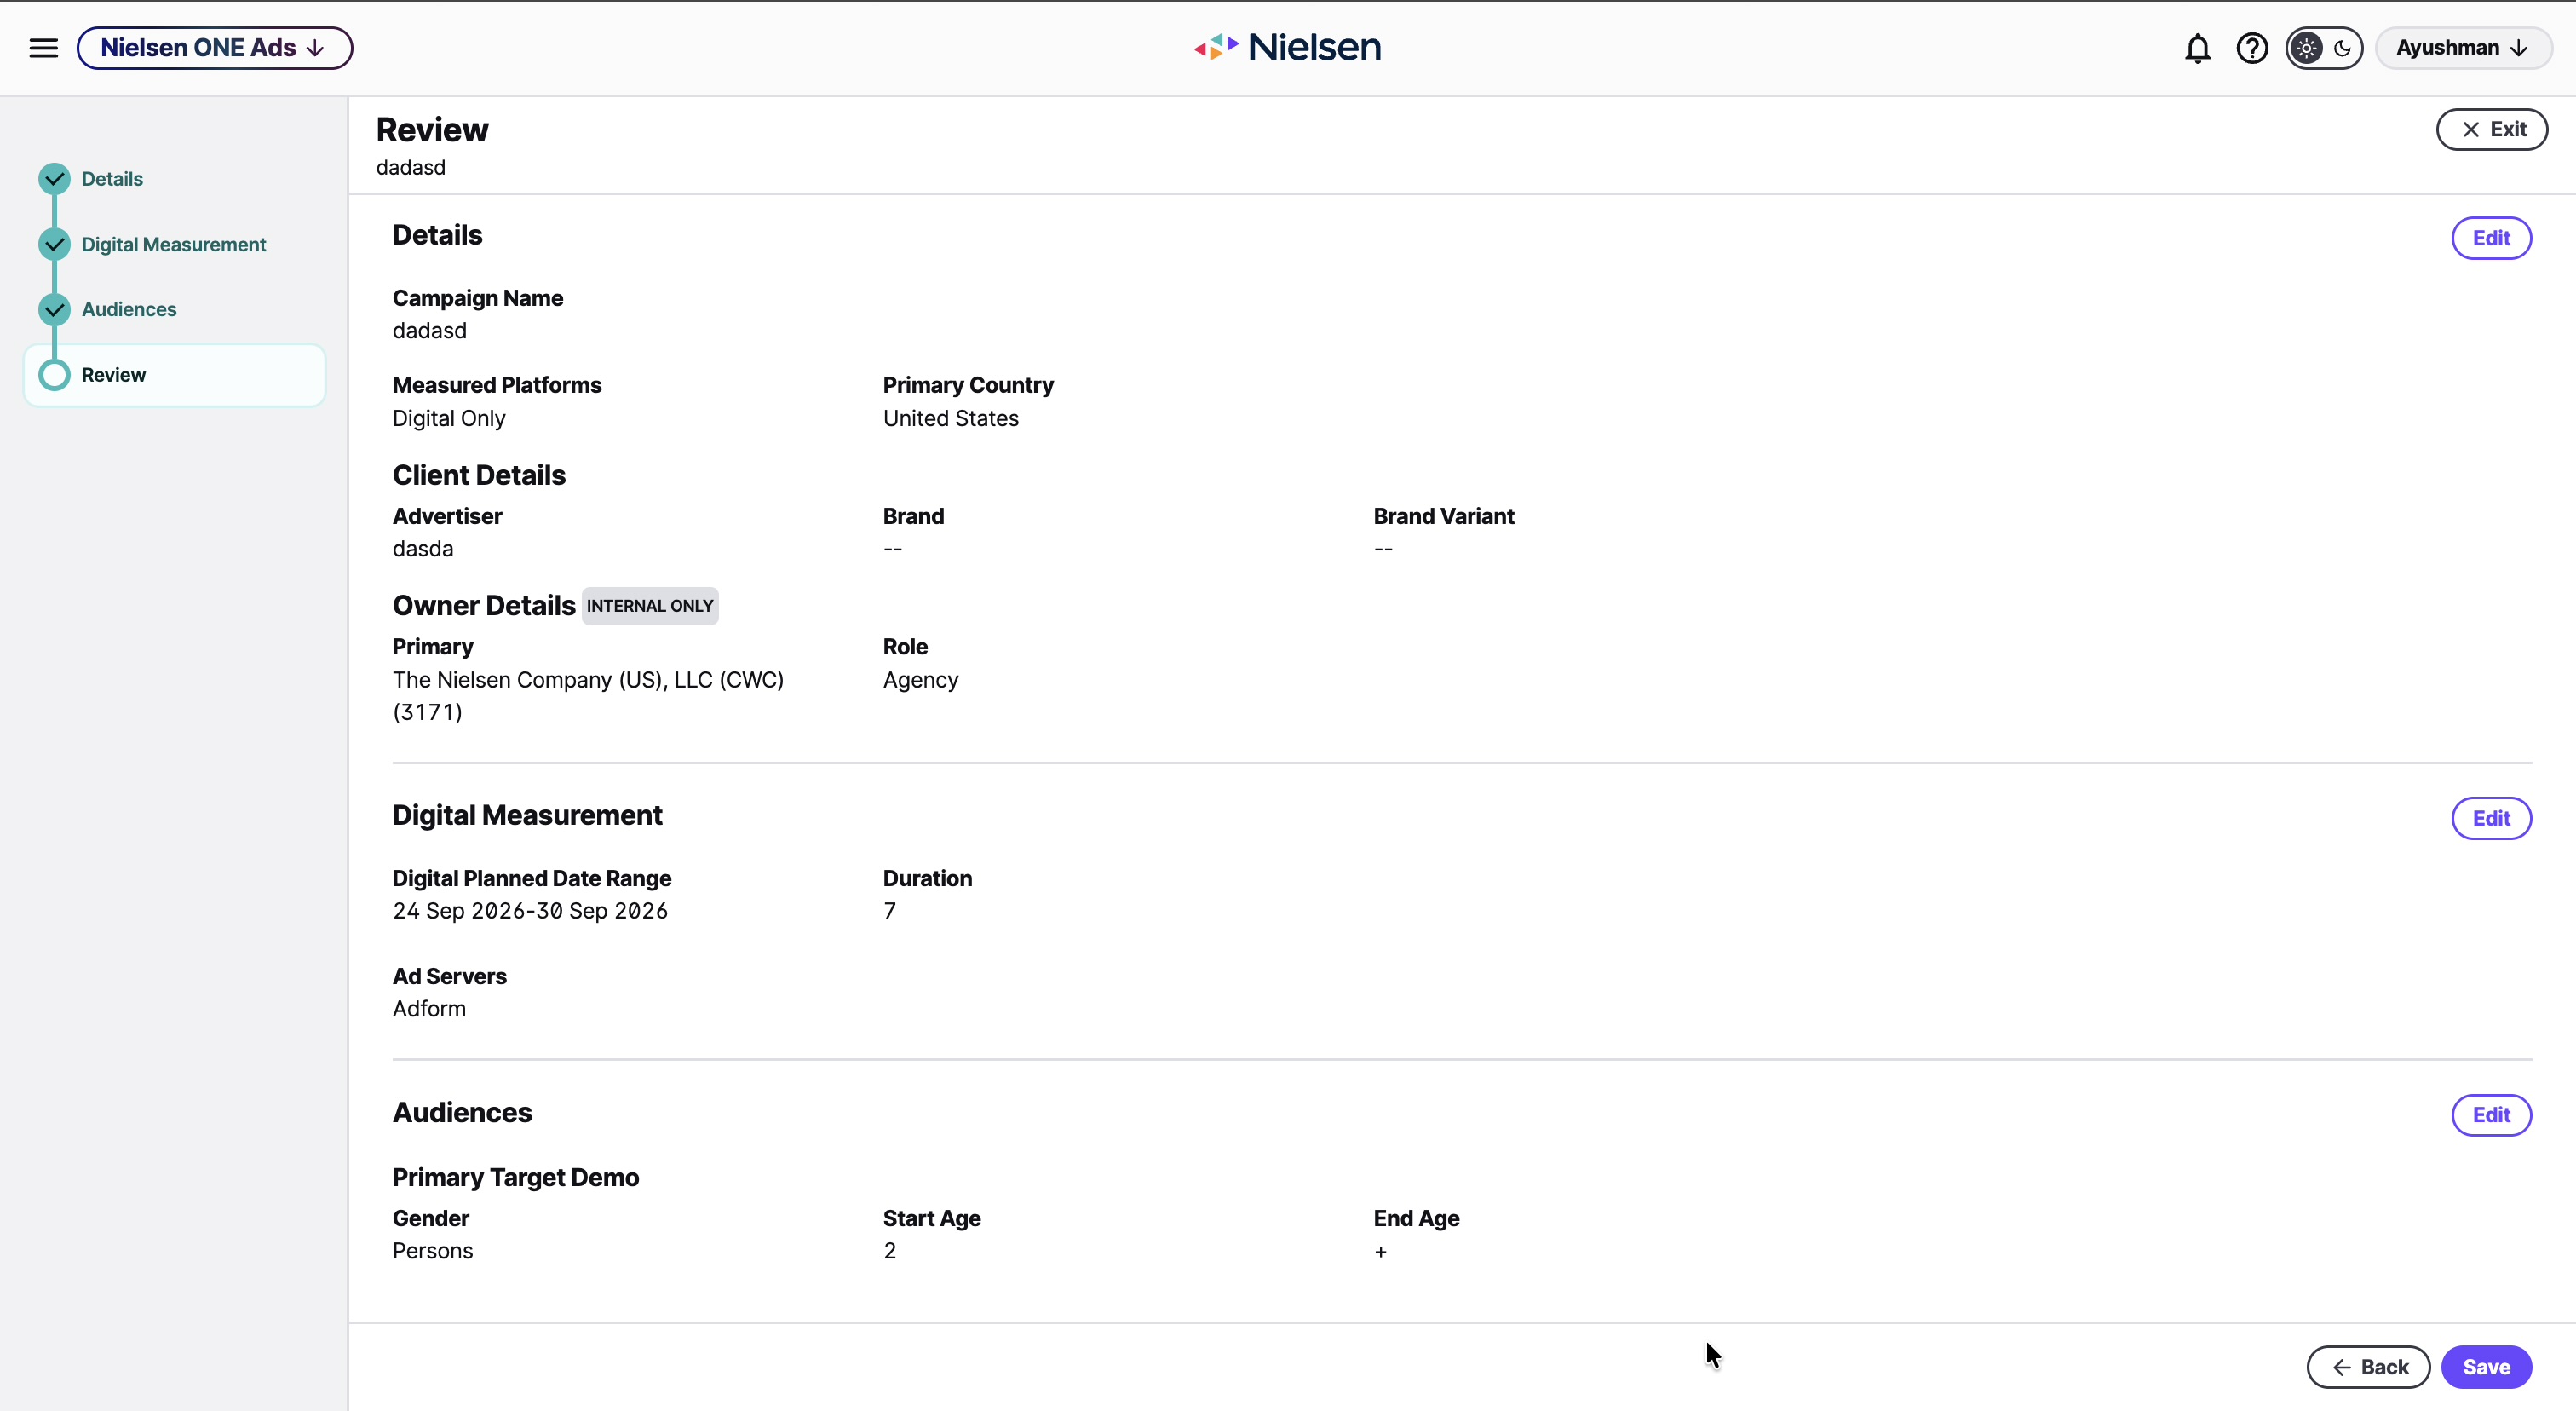 Nielsen ONE Ads
Nielsen
Ayushman
Details
Digital Measurement
Audiences
Review
Review
dadasd
Exit
Details
Edit
Campaign Name
dadasd
Measured Platforms
Primary Country
Digital Only
United States
Client Details
Advertiser
Brand
Brand Variant
dasda
--
--
Owner Details INTERNAL ONLY
Primary
Role
The Nielsen Company (US), LLC (CWC)
(3171)
Agency
Digital Measurement
Edit
Digital Planned Date Range
Duration
24 Sep 2026-30 Sep 2026
7
Ad Servers
Adform
Audiences
Edit
Primary Target Demo
Gender
Start Age
End Age
Persons
2
+
Back
Save